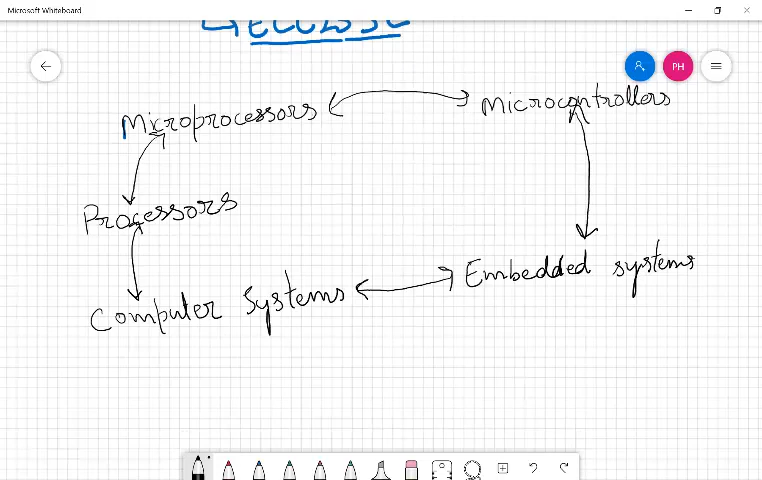 Microsoft Whiteboard
PH
Microprocessors
Microcontrollers
Processors
Embedded systems
Computer Systems